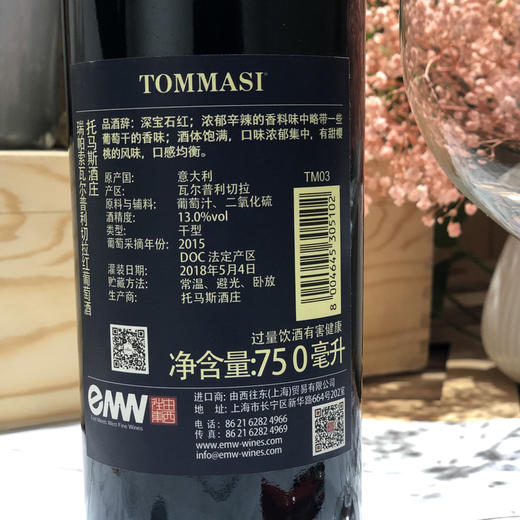 TOMMASI
托马斯酒庄
瑞帕索瓦尔普利切拉红葡萄酒
品酒辞：深宝石红；浓郁辛辣的香料味中略带一些
葡萄干的香味；酒体饱满，口味浓郁集中，有甜樱
桃的风味，口感均衡。
原产国： 意大利
产区： 瓦尔普利切拉
原料与辅料： 葡萄汁、二氧化硫
酒精度： 13.0%vol
类型： 干型
葡萄采摘年份： 2015
DOC 法定产区
灌装日期： 2018年5月4日
贮藏方法： 常温、避光、卧放
生产商： 托马斯酒庄
TM03
8 004645 305102
过量饮酒有害健康
净含量:750毫升
emw
由西往东
East Meets West Fine Wines
进口商：由西往东(上海)贸易有限公司
地 址：上海市长宁区新华路664号202室
电 话：86 21 6282 4966
传 真：86 21 6282 4969
www.emw-wines.com
info@emw-wines.com